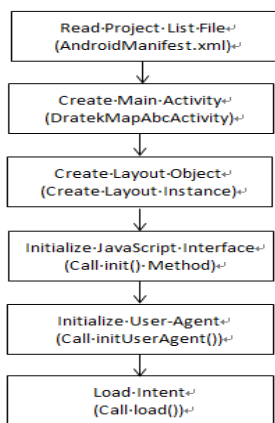 Read Project List File
(AndroidManifest.xml)
Create Main Activity
(DratekMapAbcActivity)
Create Layout Object
(Create Layout Instance)
Initialize JavaScript Interface
(Call init() Method)
Initialize User-Agent
(Call initUserAgent())
Load Intent
(Call load())